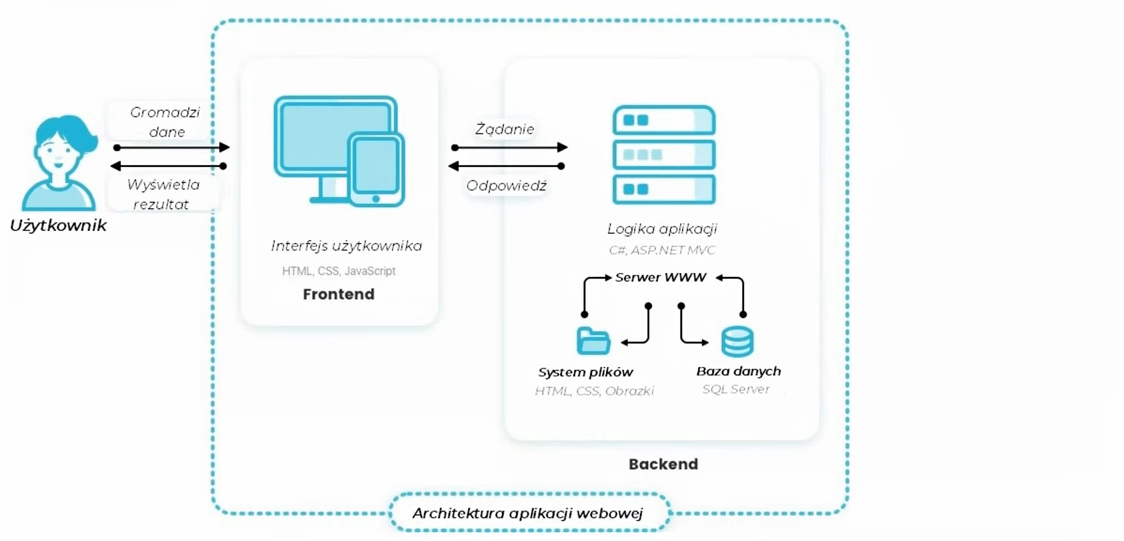 Gromadzi
dane
Wyświetla
rezultat
Użytkownik
Interfejs użytkownika
HTML, CSS, JavaScript
Frontend
Żądanie
Odpowiedź
Logika aplikacji
C#, ASP.NET MVC
Serwer WWW
System plików
HTML, CSS, Obrazki
Baza danych
SQL Server
Backend
Architektura aplikacji webowej